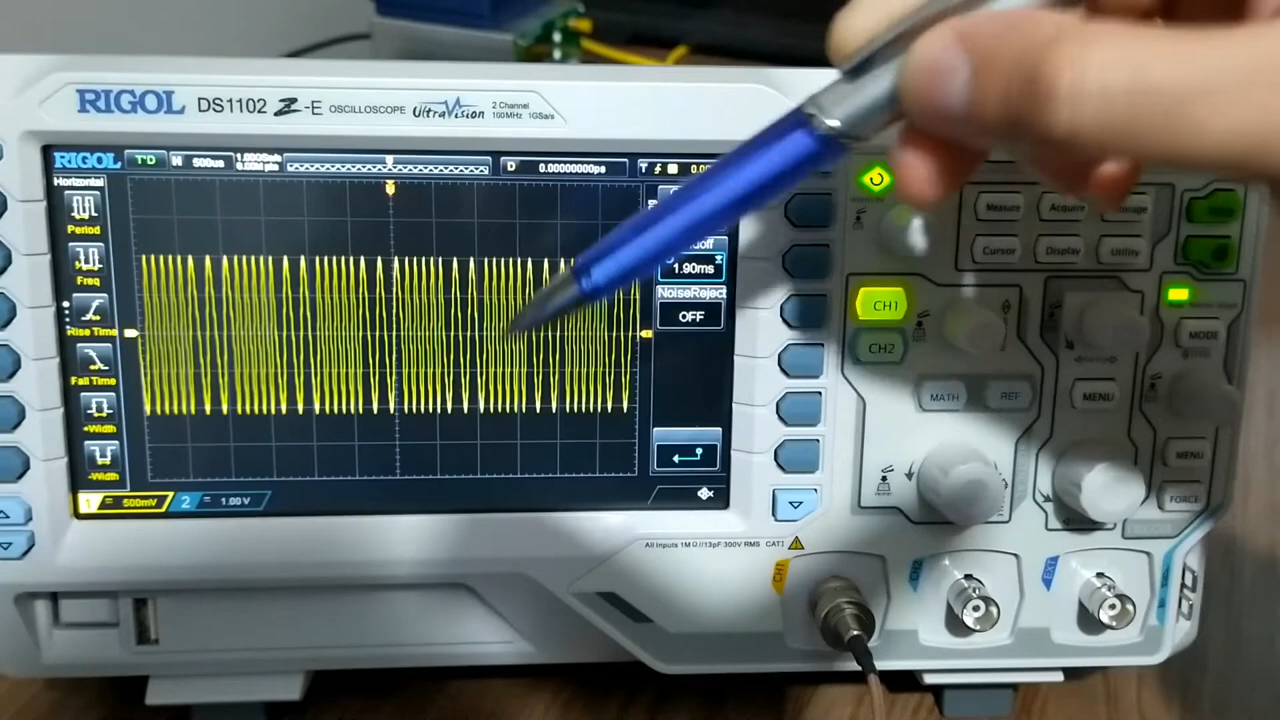 RIGOL DS1102 Z-E OSCILLOSCOPE UltraVision 2 Channel
100MHz 1GSa/s
RIGOL T'D H 500us D 0.00000000ps T
Horizontal
Period
Freq
Rise Time
Fall Time
+Width
-Width
1.90ms
NoiseReject
OFF
1 = 500mV 2 = 1.00 V
Measure Acquire
Cursor Display Utility
CH1
CH2
MATH REF
MODE
MENU
MENU
FORCE
All Inputs 1MΩ//13pF 300V RMS CAT I
CH1 CH2 EXT